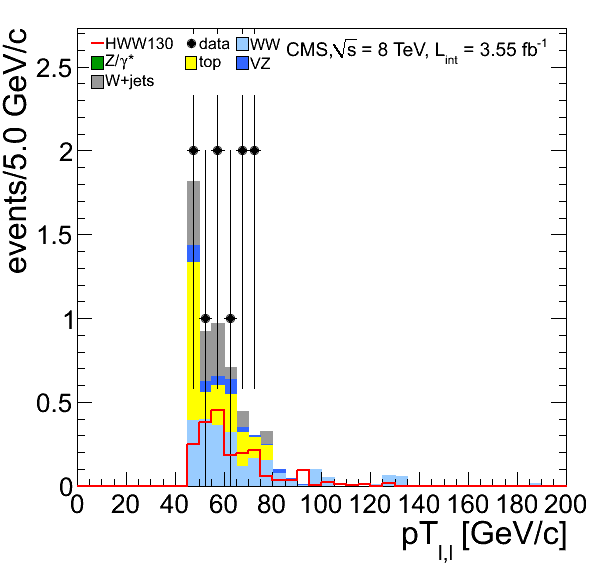 HWW130 data WW CMS,√s = 8 TeV, L_int = 3.55 fb⁻¹
Z/γ* top VZ
W+jets
events/5.0 GeV/c
2.5
2
1.5
1
0.5
0
0 20 40 60 80 100 120 140 160 180 200
pT_l,l [GeV/c]